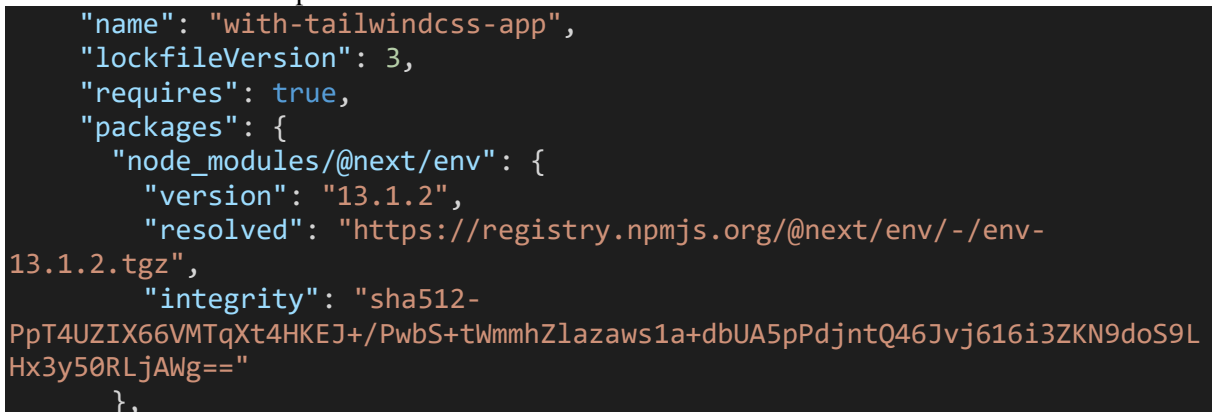 "name": "with-tailwindcss-app",
"lockfileVersion": 3,
"requires": true,
"packages": {
"node_modules/@next/env": {
"version": "13.1.2",
"resolved": "https://registry.npmjs.org/@next/env/-/env-
13.1.2.tgz",
"integrity": "sha512-
PpT4UZIX66VMTqXt4HKEJ+/PwbS+tWmmhZlazaws1a+dbUA5pPdjntQ46Jvj616i3ZKN9doS9L
Hx3y50RLjAWg=="
},